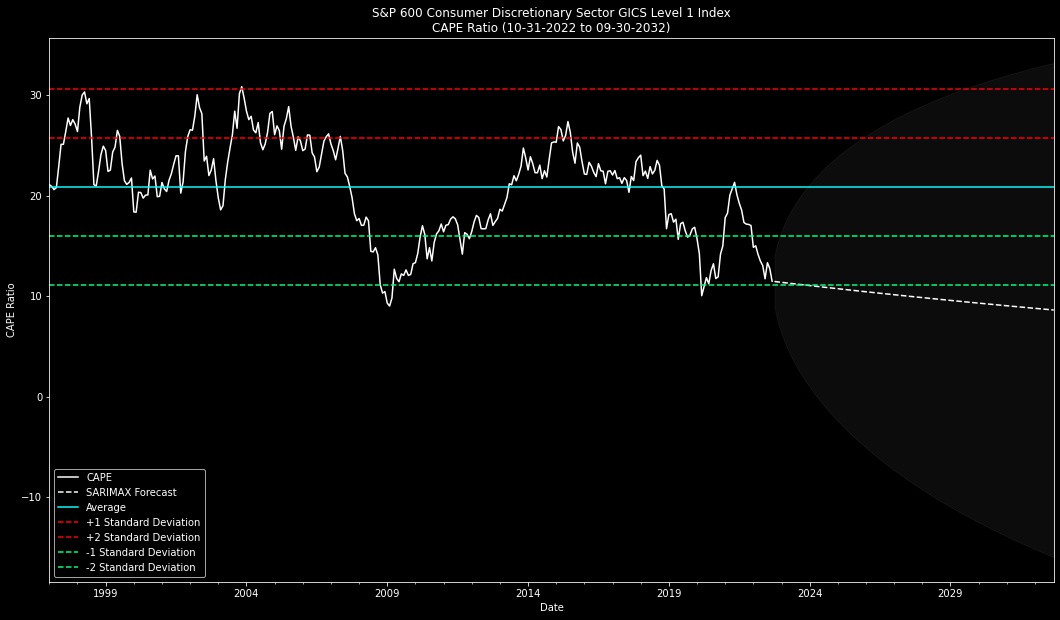 S&P 600 Consumer Discretionary Sector GICS Level 1 Index
CAPE Ratio (10-31-2022 to 09-30-2032)
30
20
10
0
−10
CAPE Ratio
CAPE
SARIMAX Forecast
Average
+1 Standard Deviation
+2 Standard Deviation
-1 Standard Deviation
-2 Standard Deviation
1999 2004 2009 2014 2019 2024 2029
Date